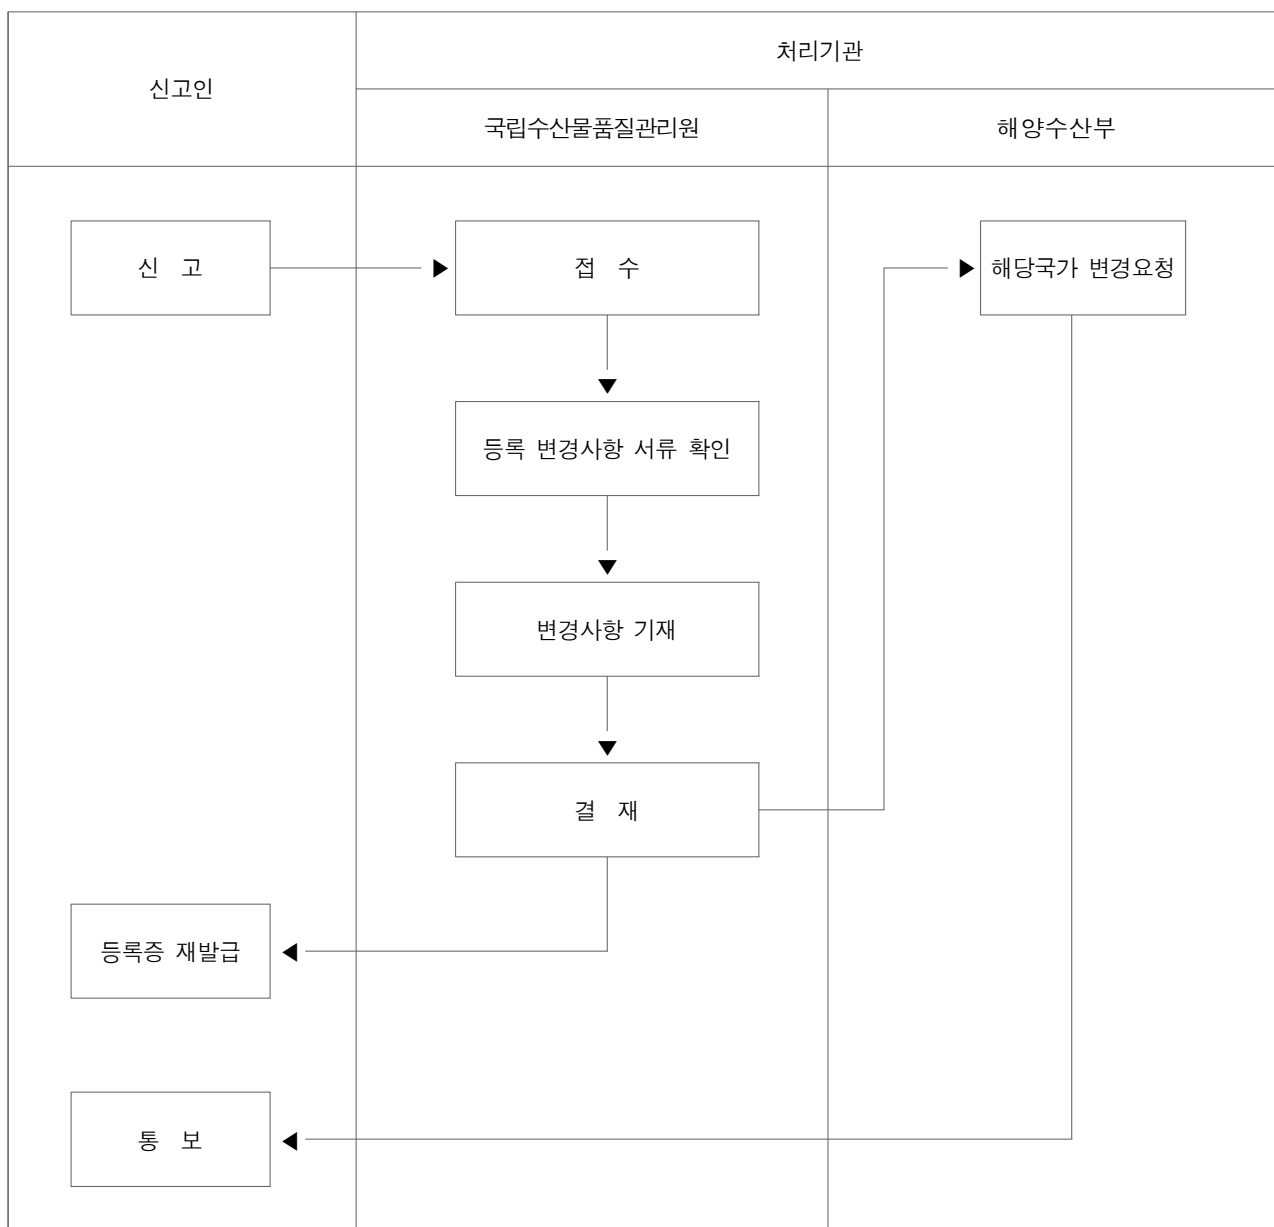 신고인
처리기관
국립수산물품질관리원
해양수산부
신 고
접 수
해당국가 변경요청
등록 변경사항 서류 확인
변경사항 기재
결 재
등록증 재발급
통 보